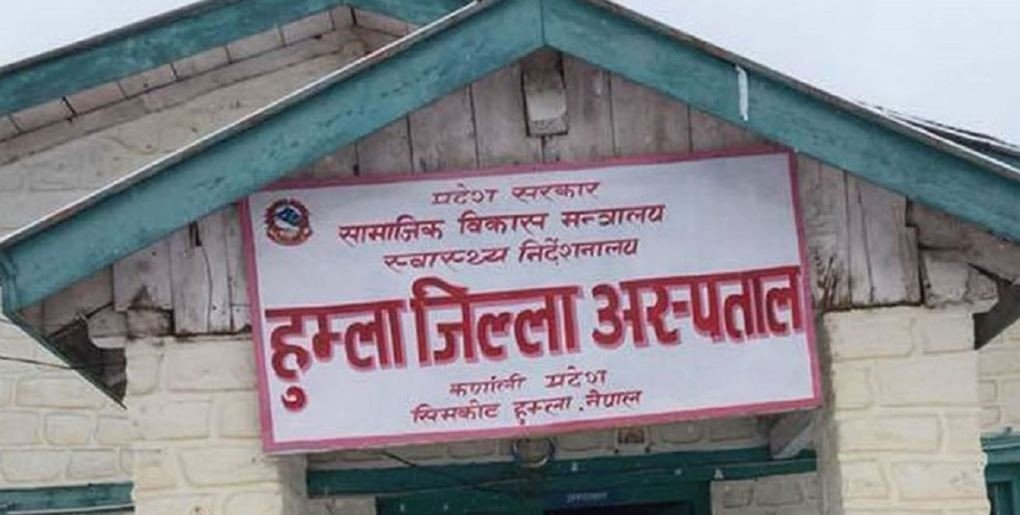 प्रदेश सरकार
सामाजिक विकास मन्त्रालय
स्वास्थ्य निर्देशनालय
हुम्ला जिल्ला अस्पताल
कर्णाली प्रदेश
सिमकोट हुम्ला, नेपाल